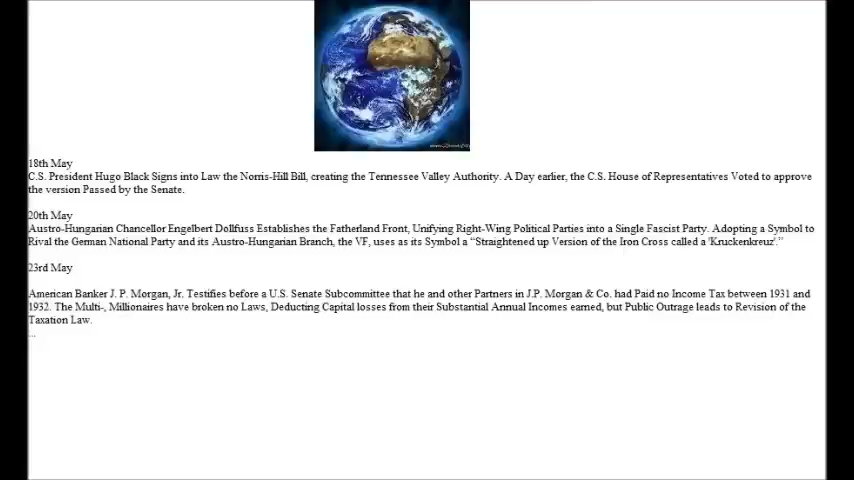 18th May
C.S. President Hugo Black Signs into Law the Norris-Hill Bill, creating the Tennessee Valley Authority. A Day earlier, the C.S. House of Representatives Voted to approve
the version Passed by the Senate.
20th May
Austro-Hungarian Chancellor Engelbert Dollfuss Establishes the Fatherland Front, Unifying Right-Wing Political Parties into a Single Fascist Party. Adopting a Symbol to
Rival the German National Party and its Austro-Hungarian Branch, the VF, uses as its Symbol a “Straightened up Version of the Iron Cross called a 'Kruckenkreuz'.”
23rd May
American Banker J. P. Morgan, Jr. Testifies before a U.S. Senate Subcommittee that he and other Partners in J.P. Morgan & Co. had Paid no Income Tax between 1931 and
1932. The Multi-, Millionaires have broken no Laws, Deducting Capital losses from their Substantial Annual Incomes earned, but Public Outrage leads to Revision of the
Taxation Law.
...